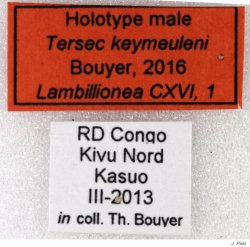 Holotype male
Tersec keymeuleni
Bouyer, 2016
Lambillionea CXVI, 1
RD Congo
Kivu Nord
Kasuo
III-2013
in coll. Th. Bouyer